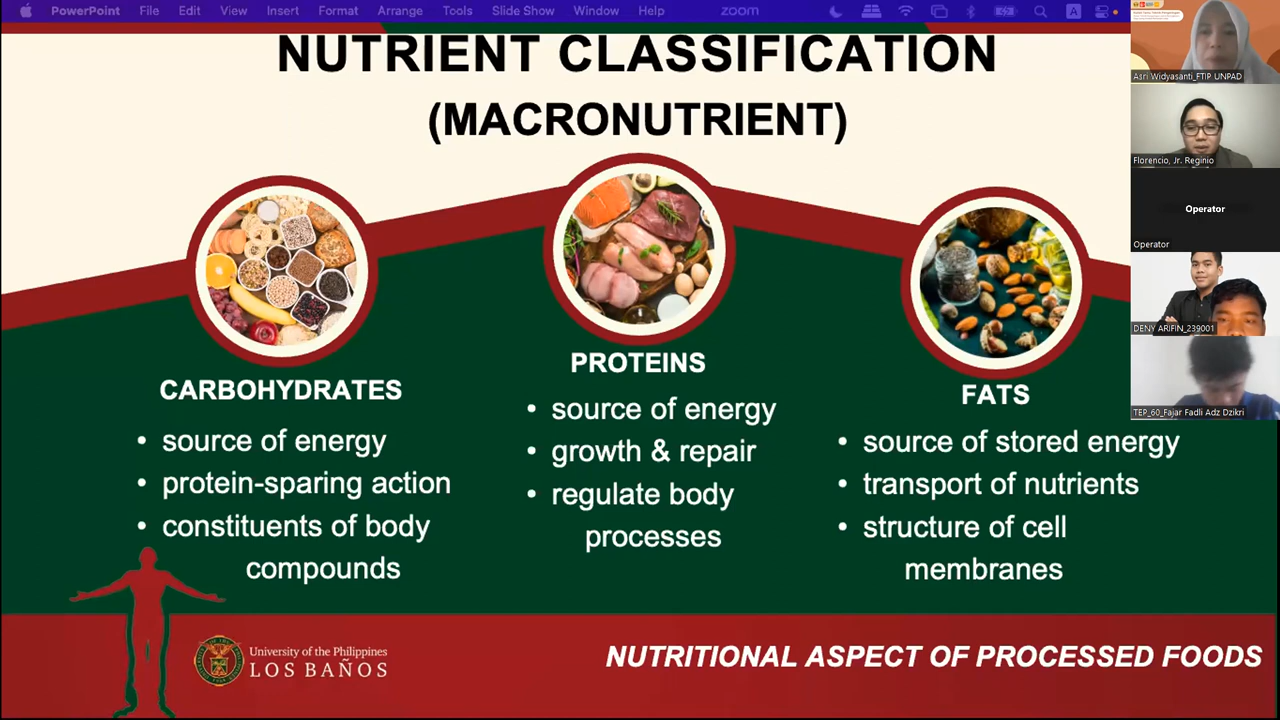 PowerPoint File Edit View Insert Format Arrange Tools Slide Show Window Help zoom A
NUTRIENT CLASSIFICATION
(MACRONUTRIENT)
CARBOHYDRATES
• source of energy
• protein-sparing action
• constituents of body
compounds
PROTEINS
• source of energy
• growth & repair
• regulate body
processes
FATS
• source of stored energy
• transport of nutrients
• structure of cell
membranes
University of the Philippines
LOS BAÑOS
NUTRITIONAL ASPECT OF PROCESSED FOODS
Asri Widyasanti_FTIP UNPAD
Florencio, Jr. Reginio
Operator
Operator
DENY ARIFIN_239001
TEP_60_Fajar Fadli Adz Dzikri